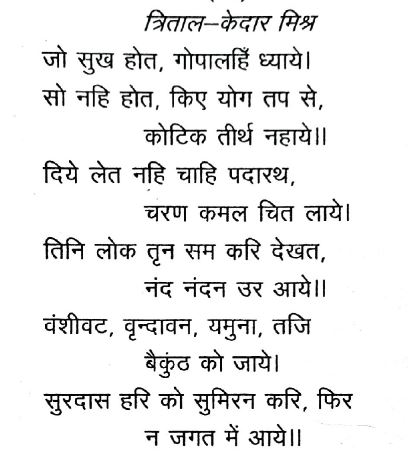 त्रिताल–केदार मिश्र
जो सुख होत, गोपालहिँ ध्याये।
सो नहि होत, किए योग तप से,
कोटिक तीर्थ नहाये॥
दिये लेत नहि चाहि पदारथ,
चरण कमल चित लाये।
तिनि लोक तृन सम करि देखत,
नंद नंदन उर आये॥
वंशीवट, वृन्दावन, यमुना, तजि
बैकुंठ को जाये।
सुरदास हरि को सुमिरन करि, फिर
न जगत में आये॥